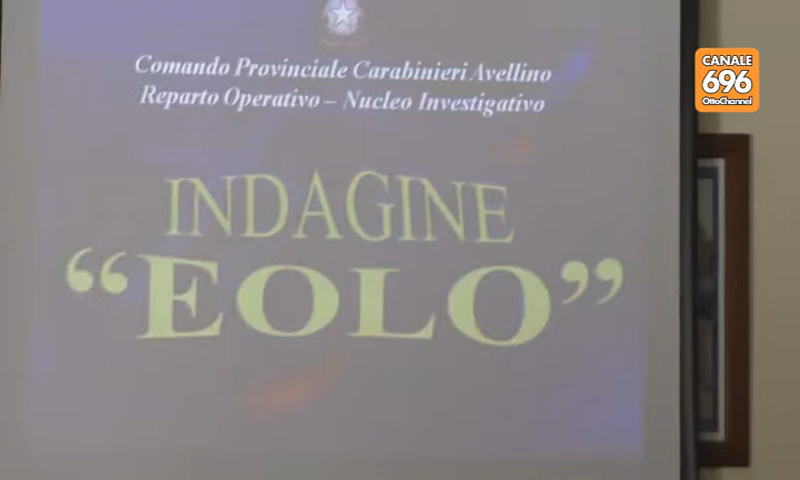 Comando Provinciale Carabinieri Avellino
Reparto Operativo – Nucleo Investigativo
INDAGINE
“EOLO”
CANALE
696
OttoChannel